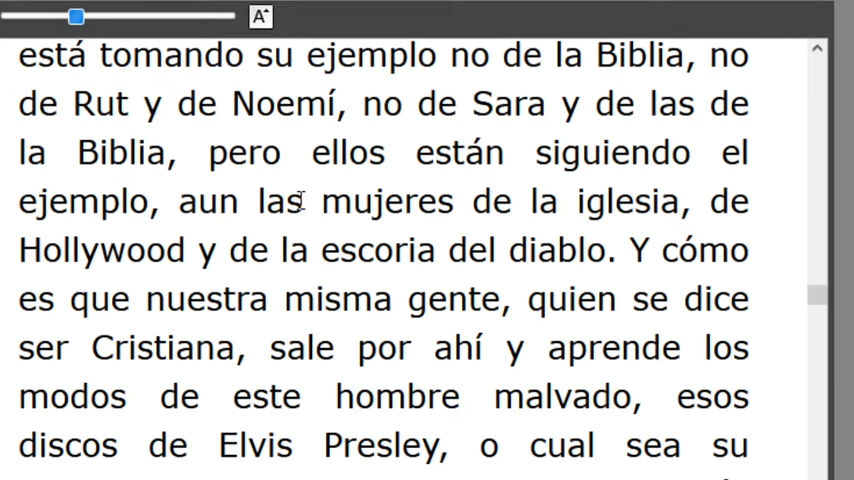 A
está tomando su ejemplo no de la Biblia, no
de Rut y de Noemí, no de Sara y de las de
la Biblia, pero ellos están siguiendo el
ejemplo, aun las mujeres de la iglesia, de
Hollywood y de la escoria del diablo. Y cómo
es que nuestra misma gente, quien se dice
ser Cristiana, sale por ahí y aprende los
modos de este hombre malvado, esos
discos de Elvis Presley, o cual sea su